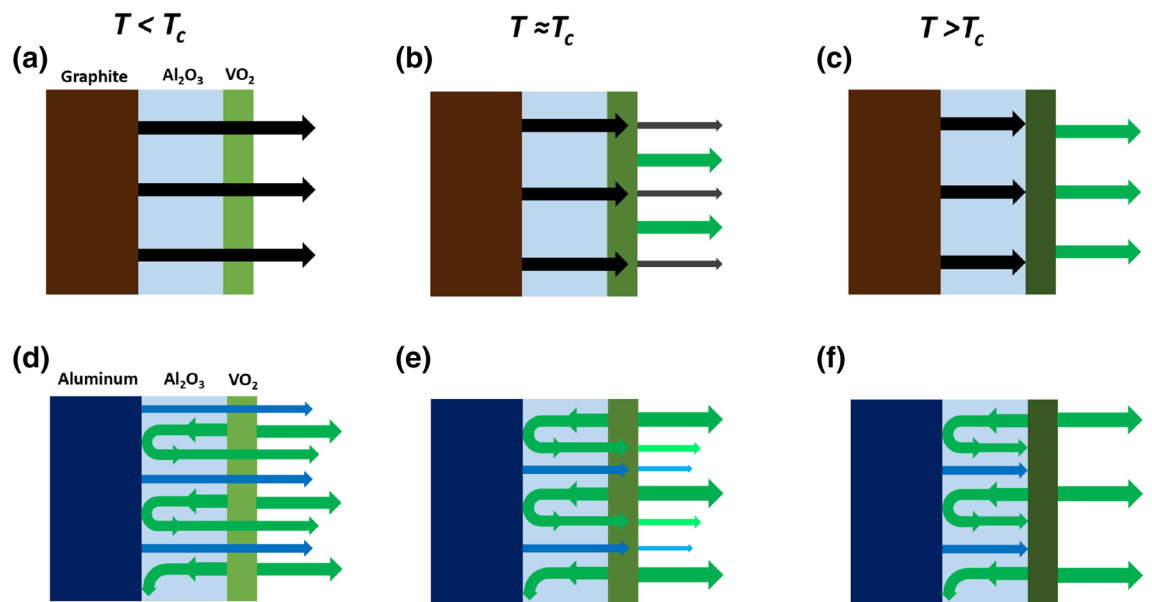 T < Tc
T ≈ Tc
T > Tc
(a)
(b)
(c)
Graphite Al2O3 VO2
(d)
(e)
(f)
Aluminum Al2O3 VO2